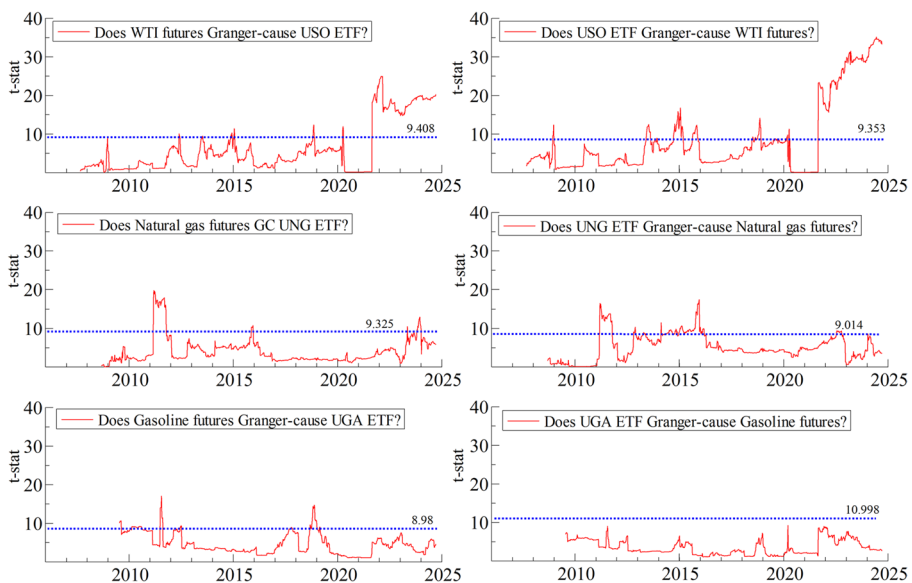 40
30
20
10
t-stat
Does WTI futures Granger-cause USO ETF?
9.408
2010 2015 2020 2025
40
30
20
10
t-stat
Does USO ETF Granger-cause WTI futures?
9.353
2010 2015 2020 2025
40
30
20
10
t-stat
Does Natural gas futures GC UNG ETF?
9.325
2010 2015 2020 2025
40
30
20
10
t-stat
Does UNG ETF Granger-cause Natural gas futures?
9.014
2010 2015 2020 2025
40
30
20
10
t-stat
Does Gasoline futures Granger-cause UGA ETF?
8.98
2010 2015 2020 2025
40
30
20
10
t-stat
Does UGA ETF Granger-cause Gasoline futures?
10.998
2010 2015 2020 2025